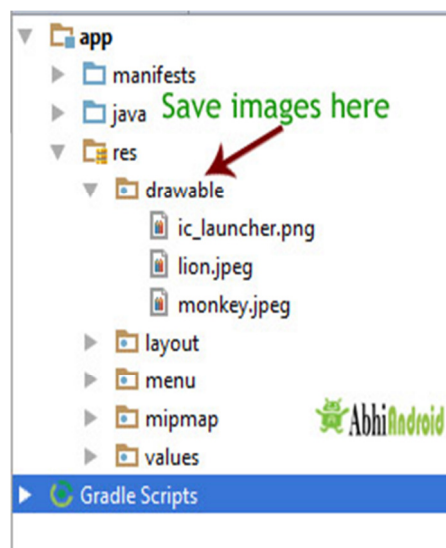 app
manifests
java
Save images here
res
drawable
ic_launcher.png
lion.jpeg
monkey.jpeg
layout
menu
mipmap
AbhiAndroid
values
Gradle Scripts